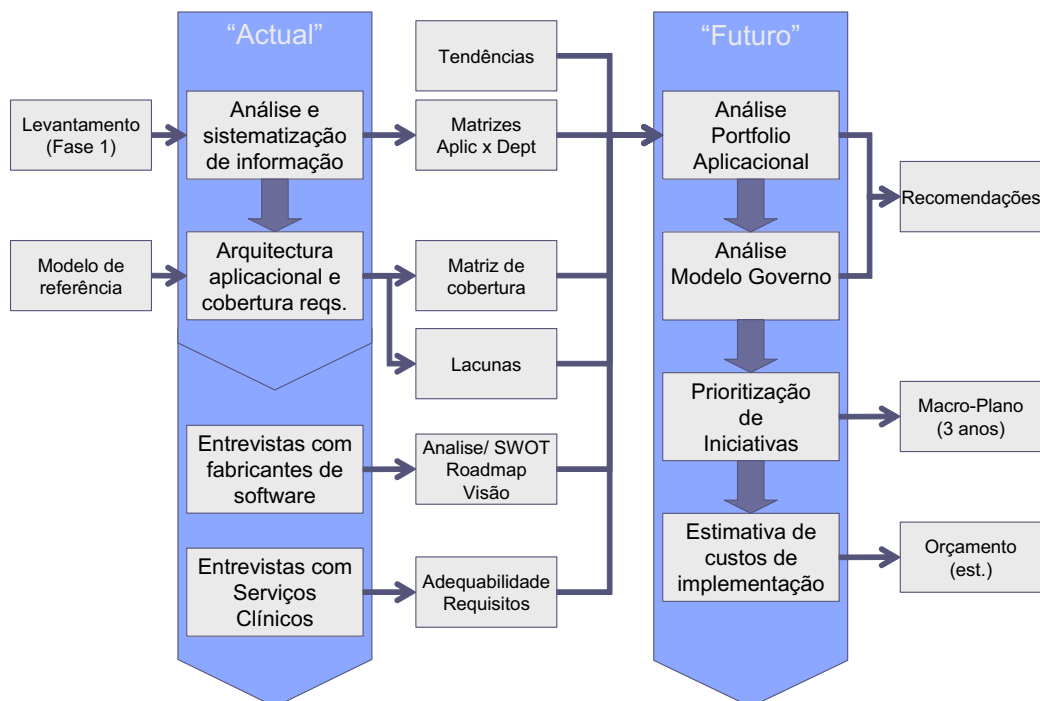 “Actual”
“Futuro”
Tendências
Levantamento
(Fase 1)
Análise e
sistematização
de informação
Matrizes
Aplic x Dept
Análise
Portfolio
Aplicacional
Recomendações
Modelo de
referência
Arquitectura
aplicacional e
cobertura reqs.
Matriz de
cobertura
Análise
Modelo Governo
Lacunas
Prioritização
de
Iniciativas
Macro-Plano
(3 anos)
Entrevistas com
fabricantes de
software
Analise/ SWOT
Roadmap
Visão
Estimativa de
custos de
implementação
Orçamento
(est.)
Entrevistas com
Serviços
Clínicos
Adequabilidade
Requisitos